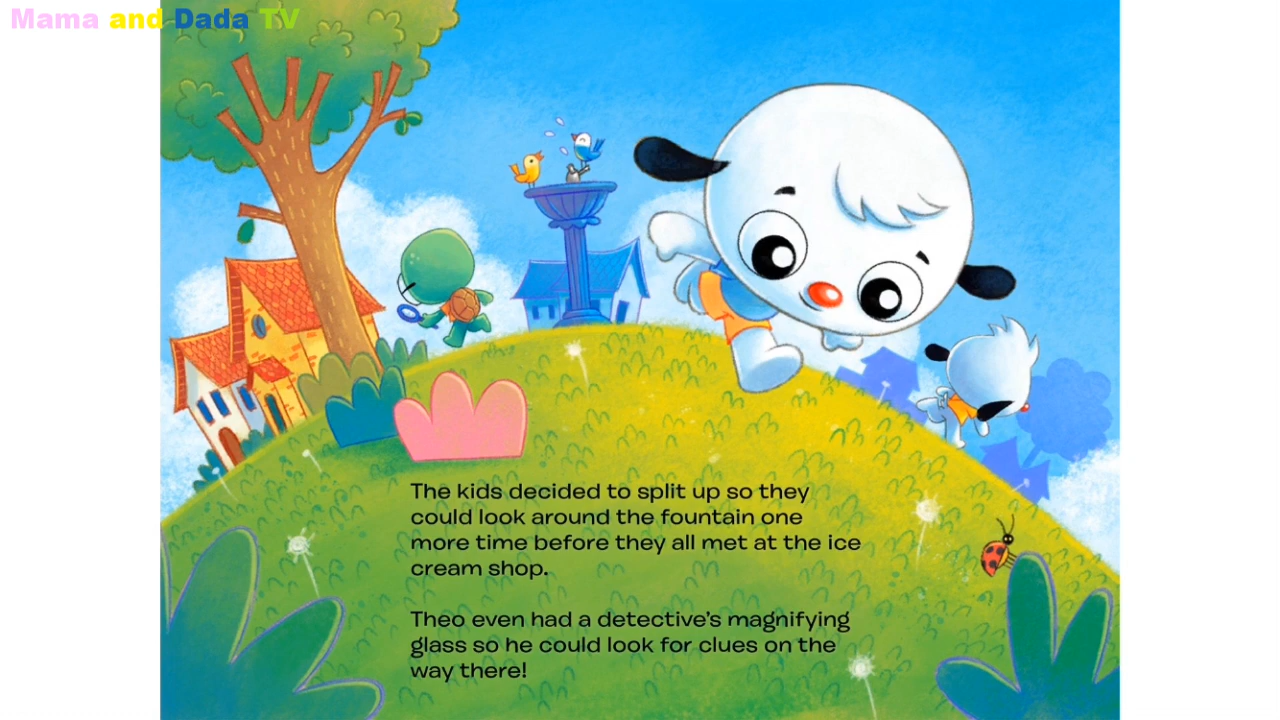 Mama and Dada TV
The kids decided to split up so they
could look around the fountain one
more time before they all met at the ice
cream shop.
Theo even had a detective’s magnifying
glass so he could look for clues on the
way there!